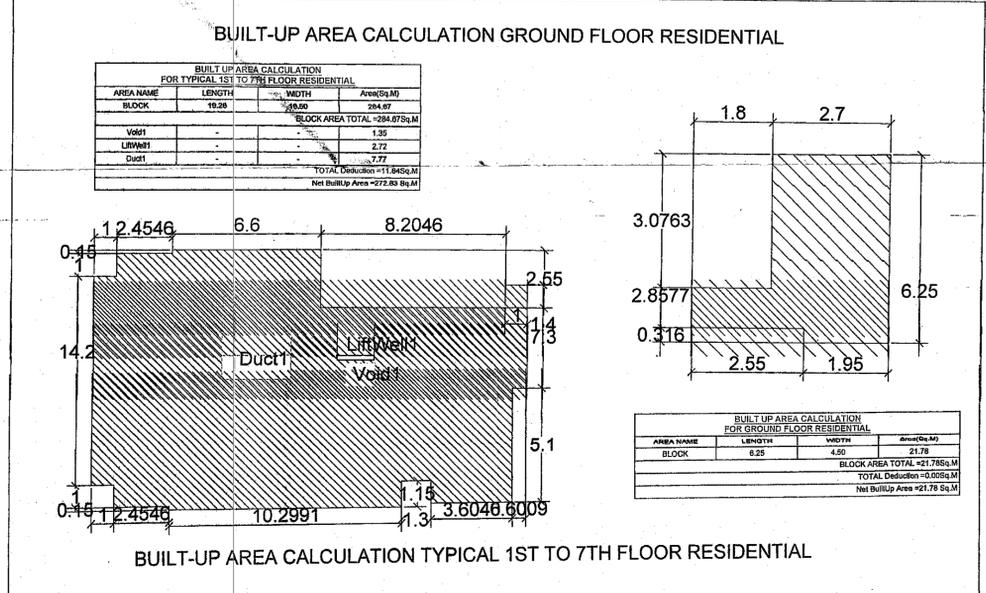 BUILT-UP AREA CALCULATION GROUND FLOOR RESIDENTIAL
BUILT UP AREA CALCULATION
FOR TYPICAL 1ST TO 7TH FLOOR RESIDENTIAL
AREA NAME LENGTH WIDTH Area(Sq.M)
BLOCK 19.26 16.50 284.67
BLOCK AREA TOTAL =284.67Sq.M
Void1 - - 1.35
LiftWell1 - - 2.72
Duct1 - - 7.77
TOTAL Deduction =11.84Sq.M
Net BuiltUp Area =272.83 Sq.M
1.8 2.7
3.0763
2.8577
0.316
6.25
2.55 1.95
1 2.4546 6.6 8.2046
0.15
1
2.55
1
1.4
7.3
14.2
LiftWell1
Duct1
Void1
5.1
1
0.15
1 2.4546 10.2991
1.15
1.3
3.6046 .6009
BUILT UP AREA CALCULATION
FOR GROUND FLOOR RESIDENTIAL
AREA NAME LENGTH WIDTH Area(Sq.M)
BLOCK 6.25 4.50 21.78
BLOCK AREA TOTAL =21.78Sq.M
TOTAL Deduction =0.00Sq.M
Net BuiltUp Area =21.78 Sq.M
BUILT-UP AREA CALCULATION TYPICAL 1ST TO 7TH FLOOR RESIDENTIAL